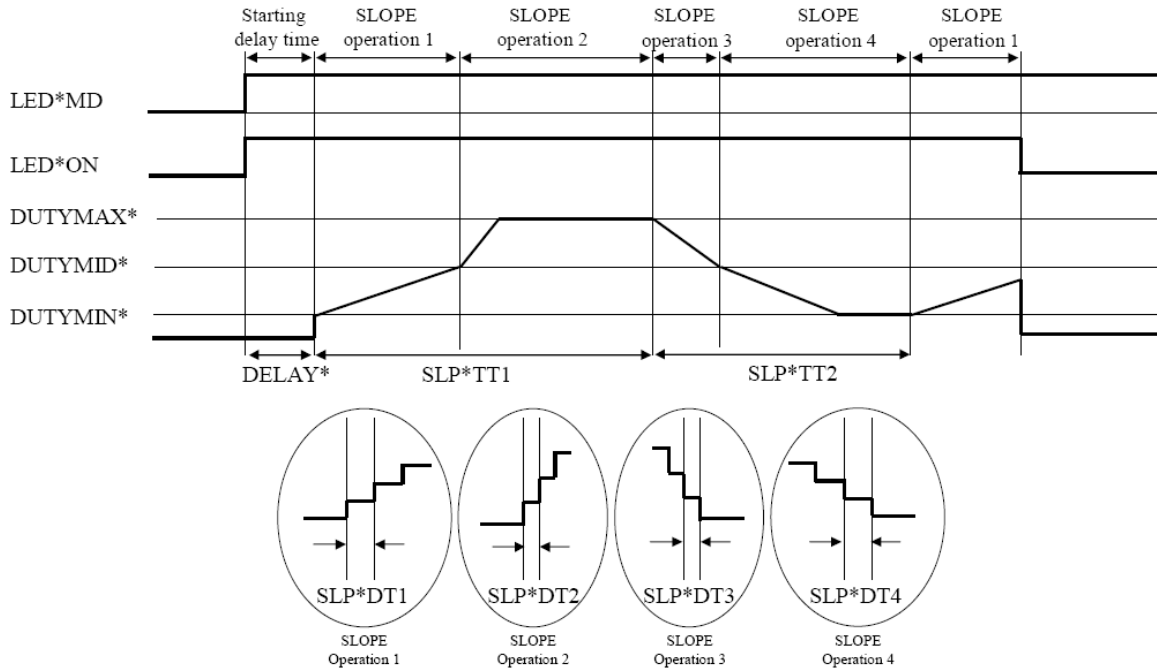 Starting
delay time
SLOPE
operation 1
SLOPE
operation 2
SLOPE
operation 3
SLOPE
operation 4
SLOPE
operation 1
LED*MD
LED*ON
DUTYMAX*
DUTYMID*
DUTYMIN*
DELAY*
SLP*TT1
SLP*TT2
SLP*DT1
SLP*DT2
SLP*DT3
SLP*DT4
SLOPE
Operation 1
SLOPE
Operation 2
SLOPE
Operation 3
SLOPE
Operation 4